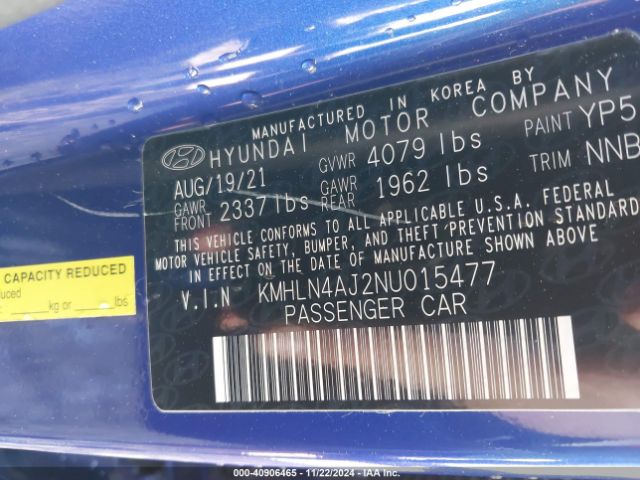 MANUFACTURED IN KOREA BY
HYUNDAI MOTOR COMPANY
AUG/19/21 GVWR 4079 lbs PAINT YP5
GAWR FRONT 2337 lbs GAWR REAR 1962 lbs TRIM NNB
THIS VEHICLE CONFORMS TO ALL APPLICABLE U.S.A. FEDERAL
MOTOR VEHICLE SAFETY, BUMPER, AND THEFT PREVENTION STANDARD
IN EFFECT ON THE DATE OF MANUFACTURE SHOWN ABOVE
V.I.N KMHLN4AJ2NU015477
PASSENGER CAR
CAPACITY REDUCED
duced
kg or lbs
000-40906465 - 11/22/2024 - IAAI.COM